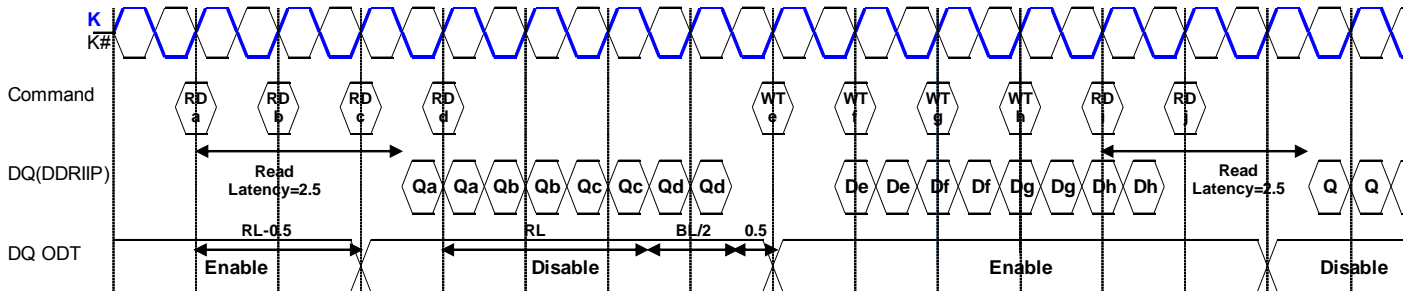 K
K#
Command RD a RD b RD c RD d WT e WT f WT g WT h RD i RD j
Read Latency=2.5
Read Latency=2.5
DQ(DDRIIP) Qa Qa Qb Qb Qc Qc Qd Qd De De Df Df Dg Dg Dh Dh Q Q
RL-0.5 RL BL/2 0.5
DQ ODT Enable Disable Enable Disable